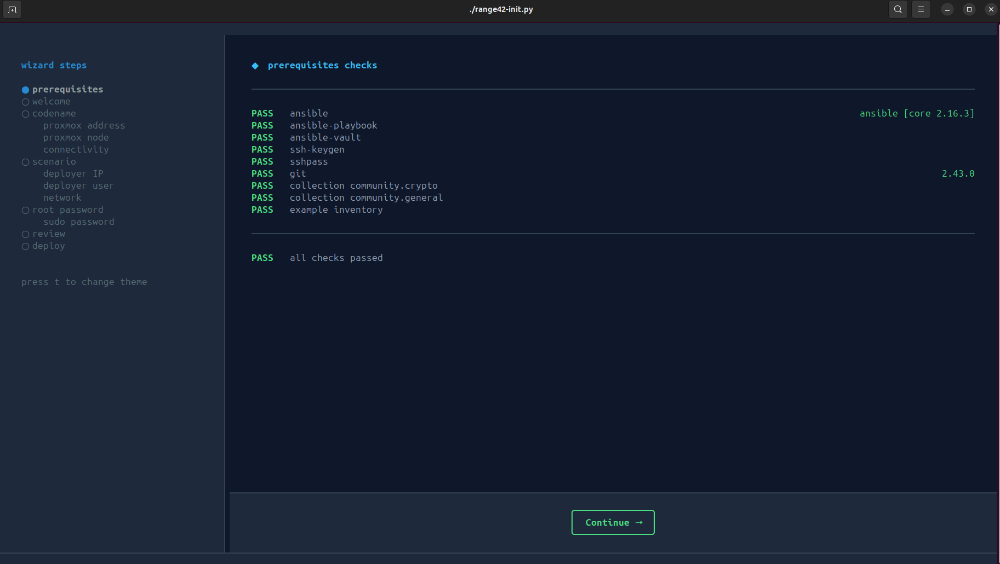 ./range42-init.py
wizard steps
prerequisites
welcome
codename
proxmox address
proxmox node
connectivity
scenario
deployer IP
deployer user
network
root password
sudo password
review
deploy
press t to change theme
◆ prerequisites checks
PASS ansible ansible [core 2.16.3]
PASS ansible-playbook
PASS ansible-vault
PASS ssh-keygen
PASS sshpass
PASS git 2.43.0
PASS collection community.crypto
PASS collection community.general
PASS example inventory
PASS all checks passed
Continue →